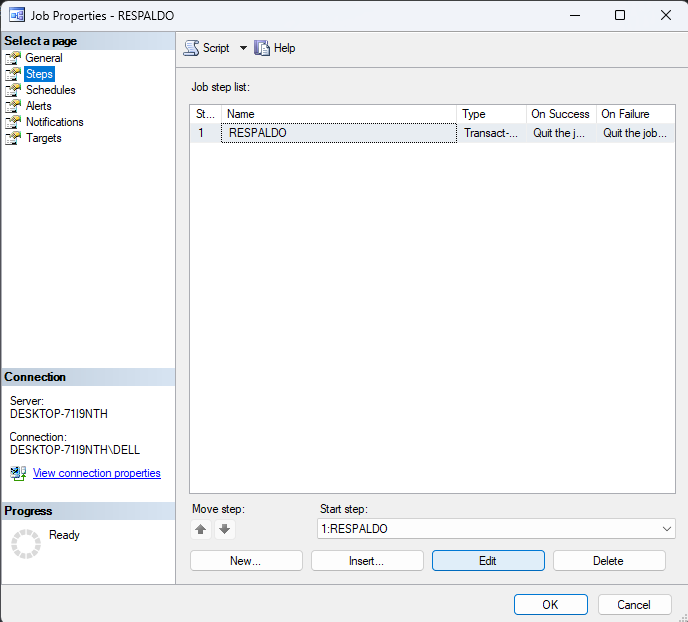 Job Properties - RESPALDO
Select a page
General
Steps
Schedules
Alerts
Notifications
Targets
Script
Help
Job step list:
St... Name Type On Success On Failure
1 RESPALDO Transact-... Quit the j... Quit the job...
Connection
Server:
DESKTOP-71I9NTH
Connection:
DESKTOP-71I9NTH\DELL
View connection properties
Progress
Ready
Move step:
Start step:
1:RESPALDO
New...
Insert...
Edit
Delete
OK
Cancel